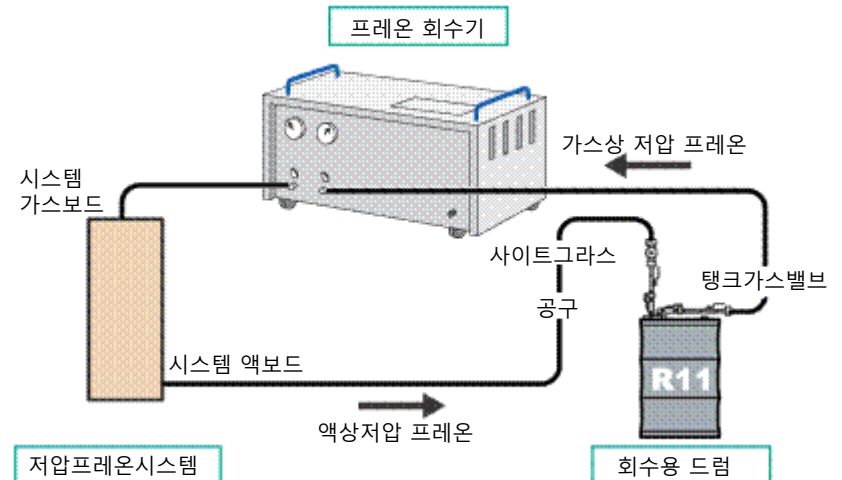 프레온 회수기
가스상 저압 프레온
시스템
가스보드
사이트그라스
탱크가스밸브
공구
R11
시스템 액보드
액상저압 프레온
저압프레온시스템
회수용 드럼